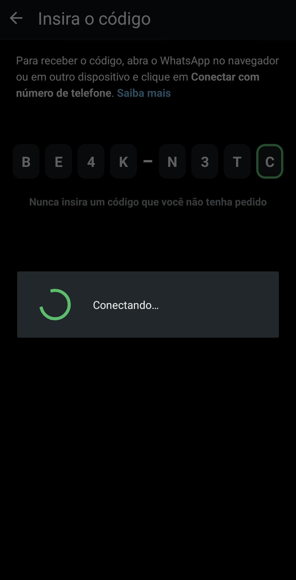 Insira o código
Para receber o código, abra o WhatsApp no navegador
ou em outro dispositivo e clique em Conectar com
número de telefone. Saiba mais
B E 4 K – N 3 T C
Nunca insira um código que você não tenha pedido
Conectando...